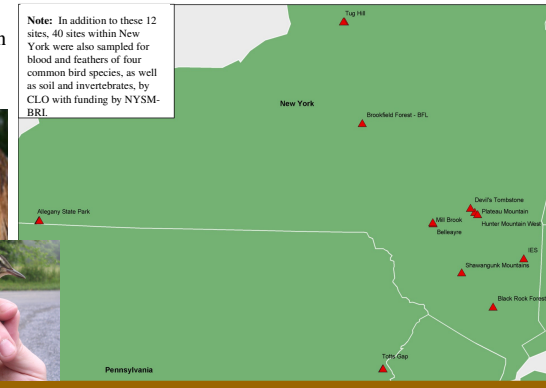 Note: In addition to these 12
sites, 40 sites within New
York were also sampled for
blood and feathers of four
common bird species, as well
as soil and invertebrates, by
CLO with funding by NYSM-
BRI.
Tug Hill
New York
Brookfield Forest - BFL
Allegany State Park
Devil's Tombstone
Plateau Mountain
Mill Brook
Hunter Mountain West
Belleayre
IES
Shawangunk Mountains
Black Rock Forest
Totts Gap
Pennsylvania